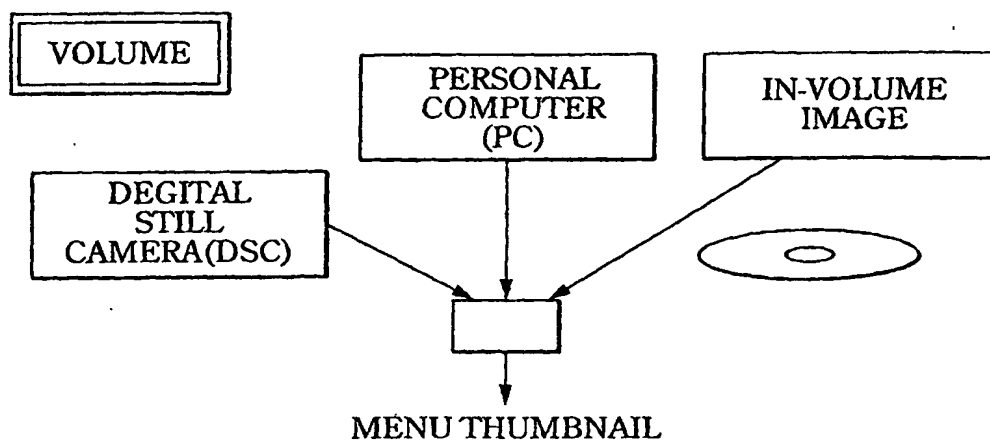 VOLUME
PERSONAL
COMPUTER
(PC)
IN-VOLUME
IMAGE
DEGITAL
STILL
CAMERA(DSC)
MENU THUMBNAIL